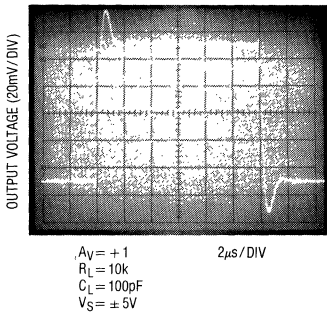 OUTPUT VOLTAGE (20mV/DIV)
AV = +1
RL = 10k
CL = 100pF
VS = ±5V
2µs/DIV